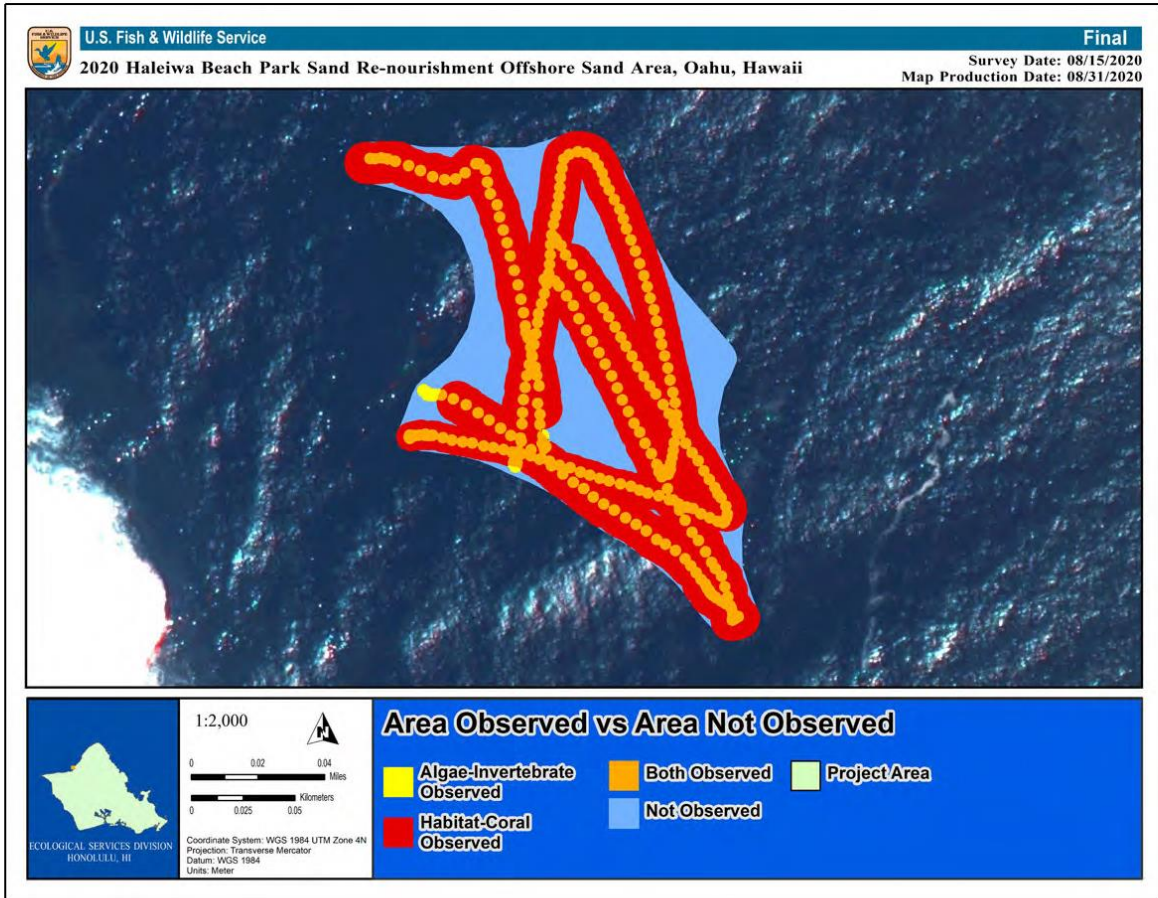 U.S. Fish & Wildlife Service
Final
2020 Haleiwa Beach Park Sand Re-nourishment Offshore Sand Area, Oahu, Hawaii
Survey Date: 08/15/2020
Map Production Date: 08/31/2020
ECOLOGICAL SERVICES DIVISION
HONOLULU, HI
1:2,000
N
0 0.02 0.04
Miles
Kilometers
0 0.025 0.05
Coordinate System: WGS 1984 UTM Zone 4N
Projection: Transverse Mercator
Datum: WGS 1984
Units: Meter
Area Observed vs Area Not Observed
Algae-Invertebrate
Observed
Habitat-Coral
Observed
Both Observed
Not Observed
Project Area